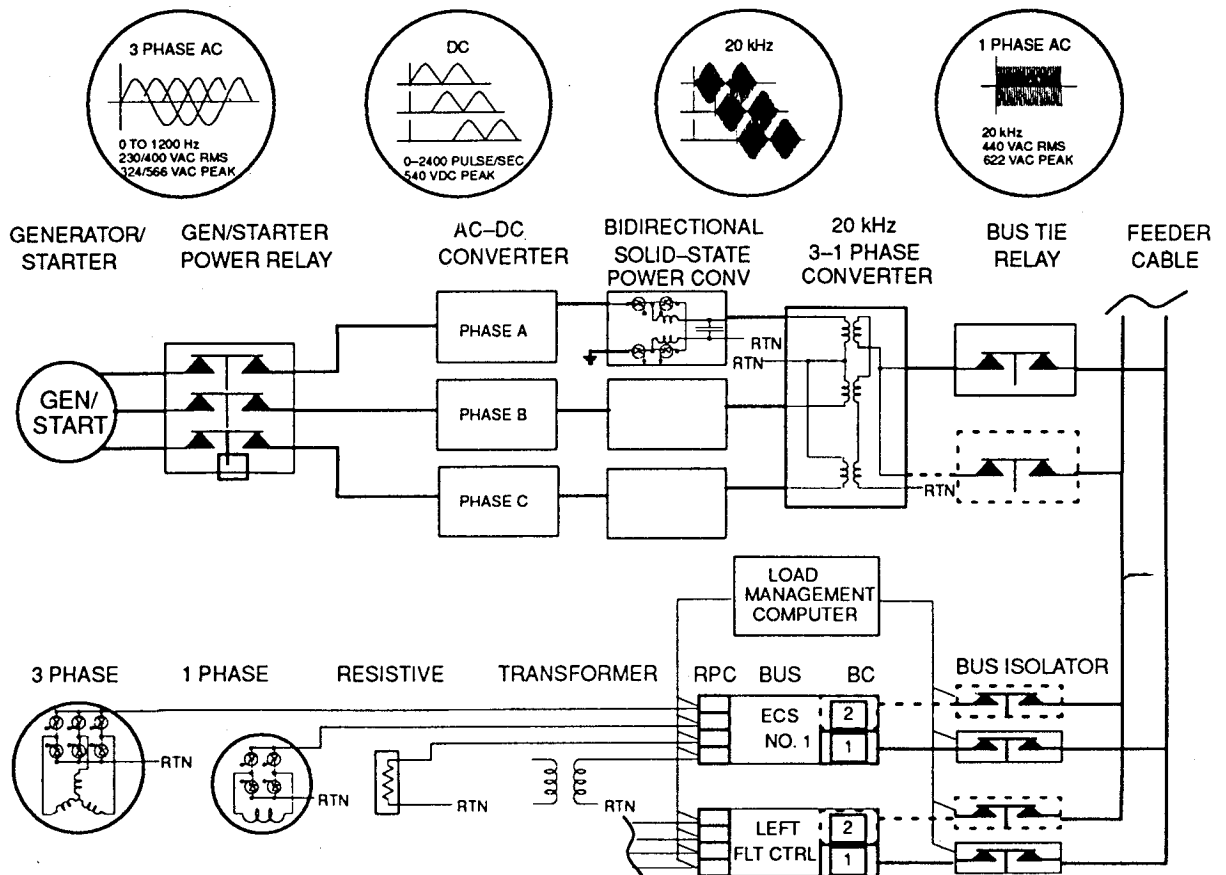 3 PHASE AC
0 TO 1200 Hz
230/400 VAC RMS
324/566 VAC PEAK
DC
0–2400 PULSE/SEC
540 VDC PEAK
20 kHz
1 PHASE AC
20 kHz
440 VAC RMS
622 VAC PEAK
GENERATOR/
STARTER
GEN/STARTER
POWER RELAY
AC–DC
CONVERTER
BIDIRECTIONAL
SOLID–STATE
POWER CONV
20 kHz
3–1 PHASE
CONVERTER
BUS TIE
RELAY
FEEDER
CABLE
GEN/
START
PHASE A
PHASE B
PHASE C
RTN
RTN
RTN
LOAD
MANAGEMENT
COMPUTER
3 PHASE
1 PHASE
RESISTIVE
TRANSFORMER
RPC
BUS
BC
BUS ISOLATOR
ECS
NO. 1
2
1
RTN
RTN
RTN
RTN
LEFT
FLT CTRL
2
1